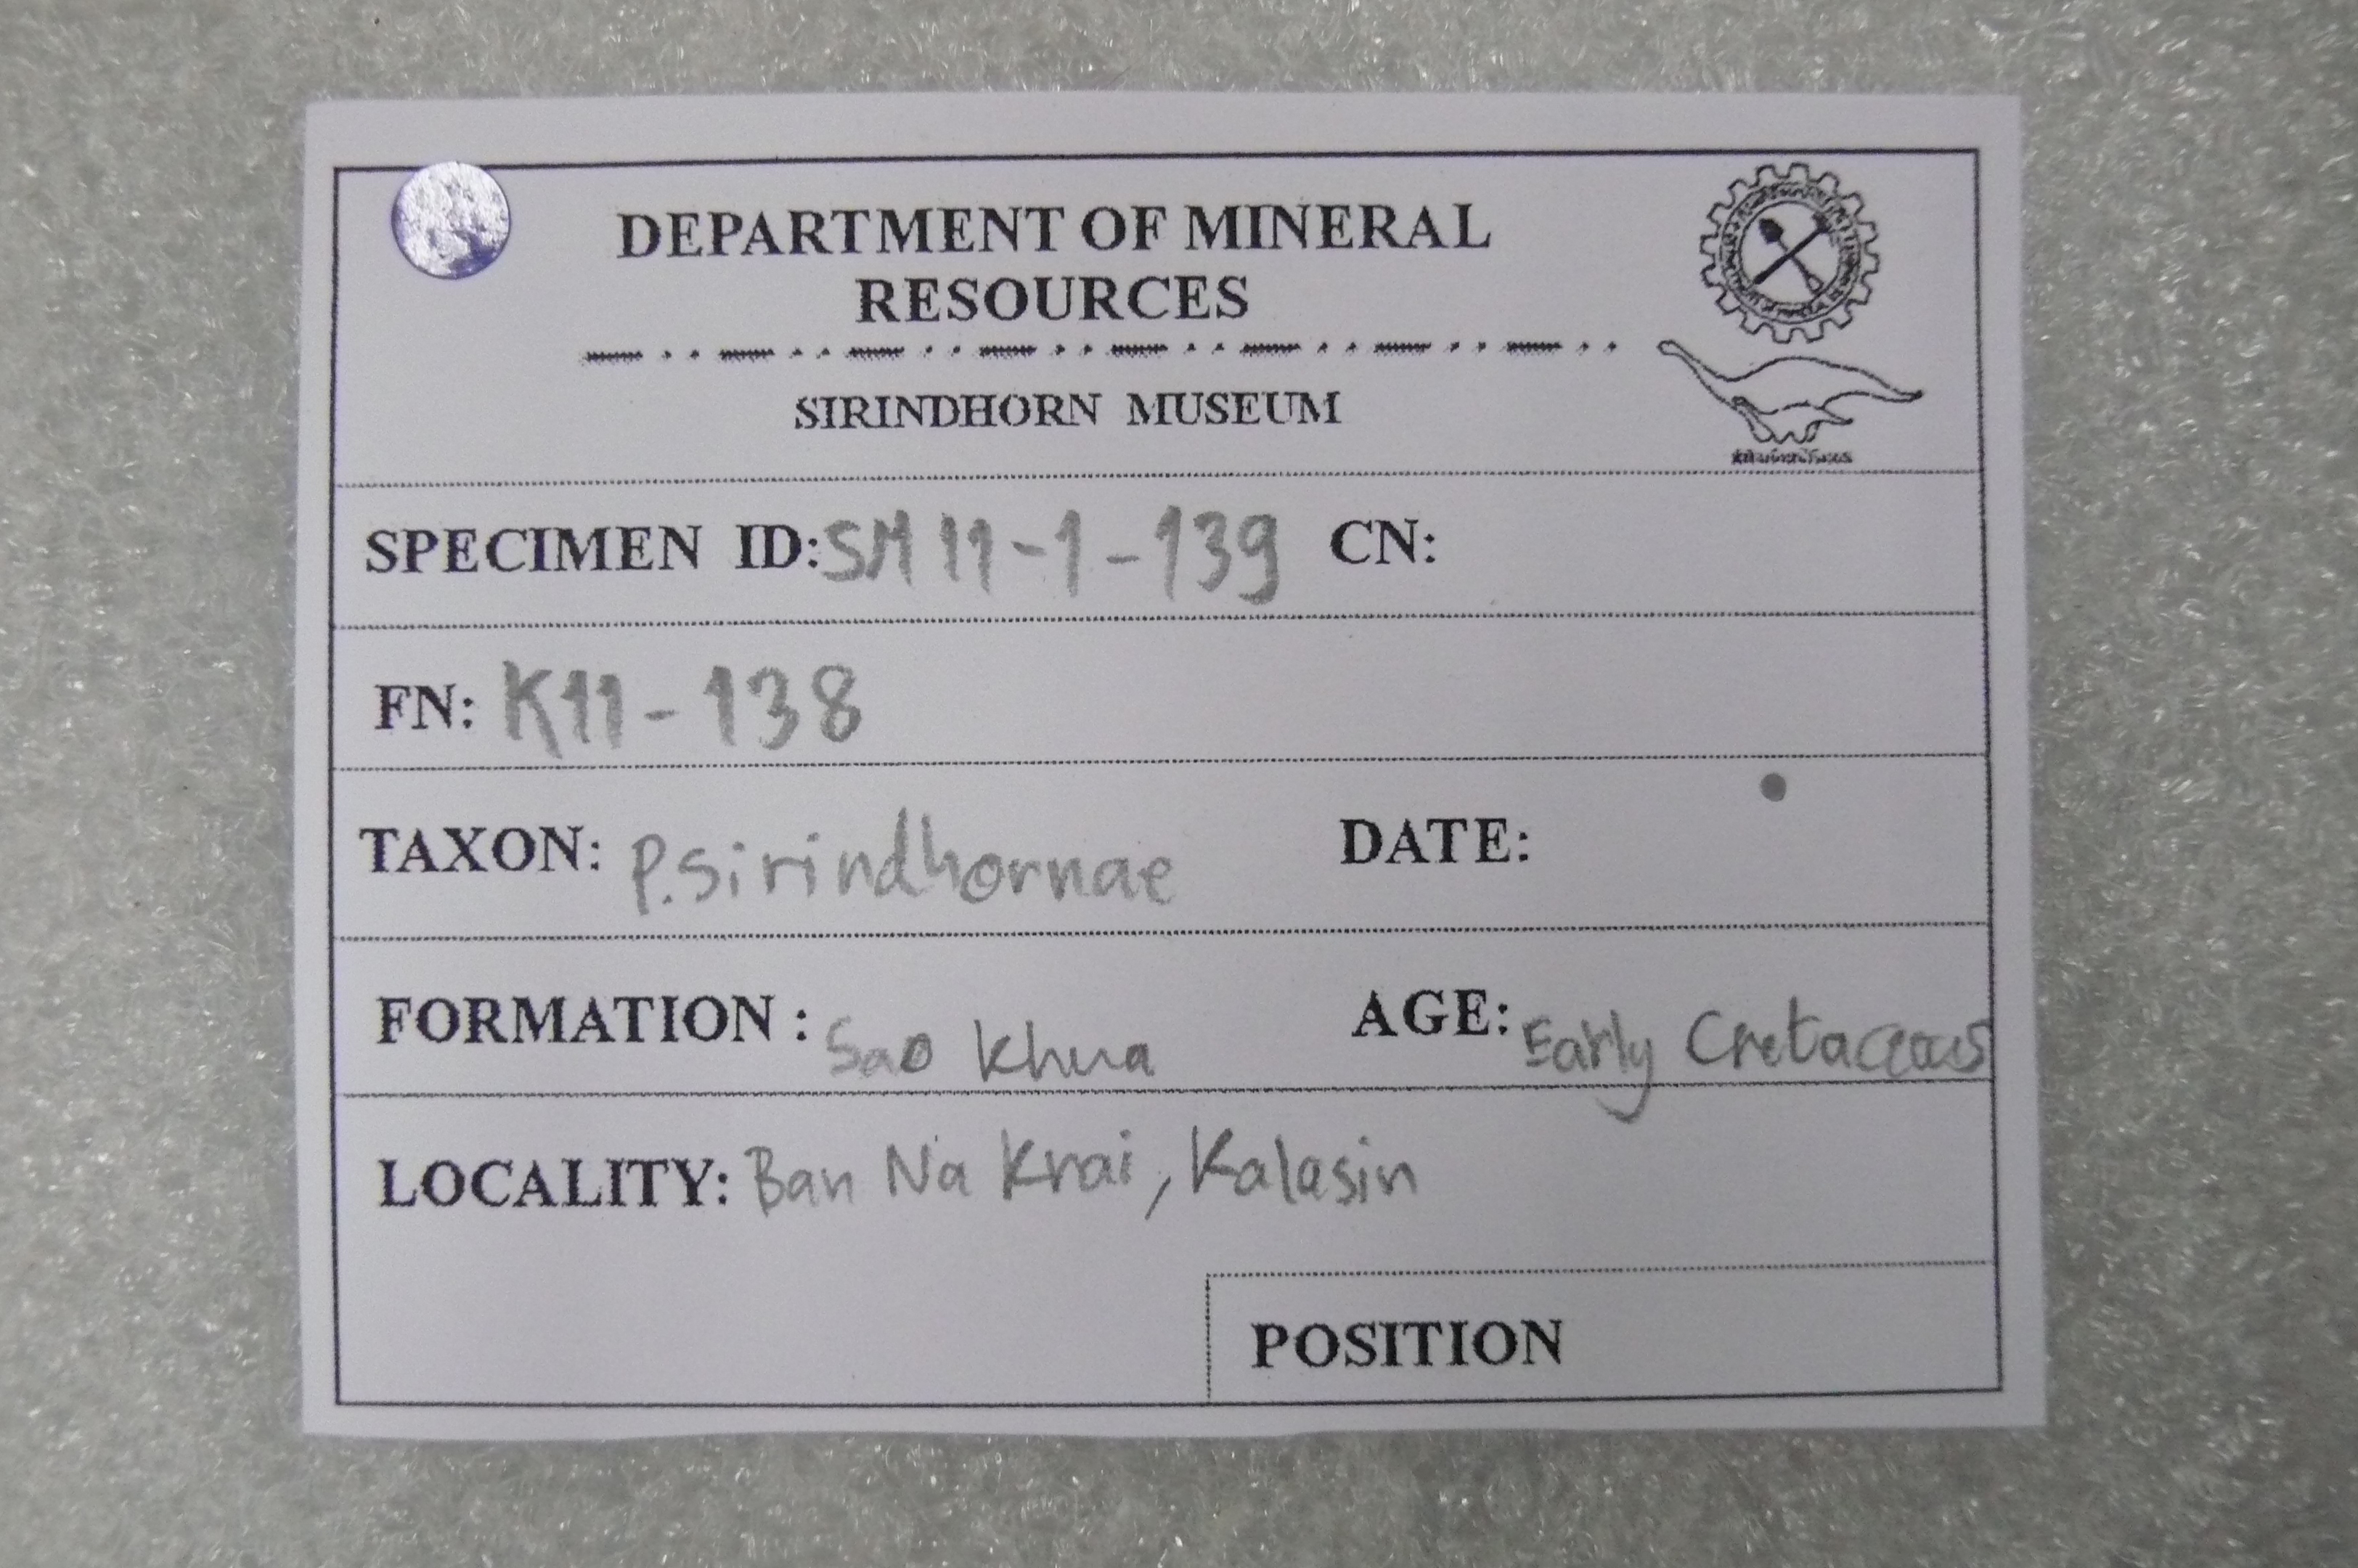 DEPARTMENT OF MINERAL
RESOURCES
SIRINDHORN MUSEUM
SPECIMEN ID: SM 11-1-139 CN:
FN: K11-138
TAXON: P. sirindhornae DATE:
FORMATION : Sao Khua AGE: Early Cretaceous
LOCALITY: Ban Na Krai, Kalasin
POSITION